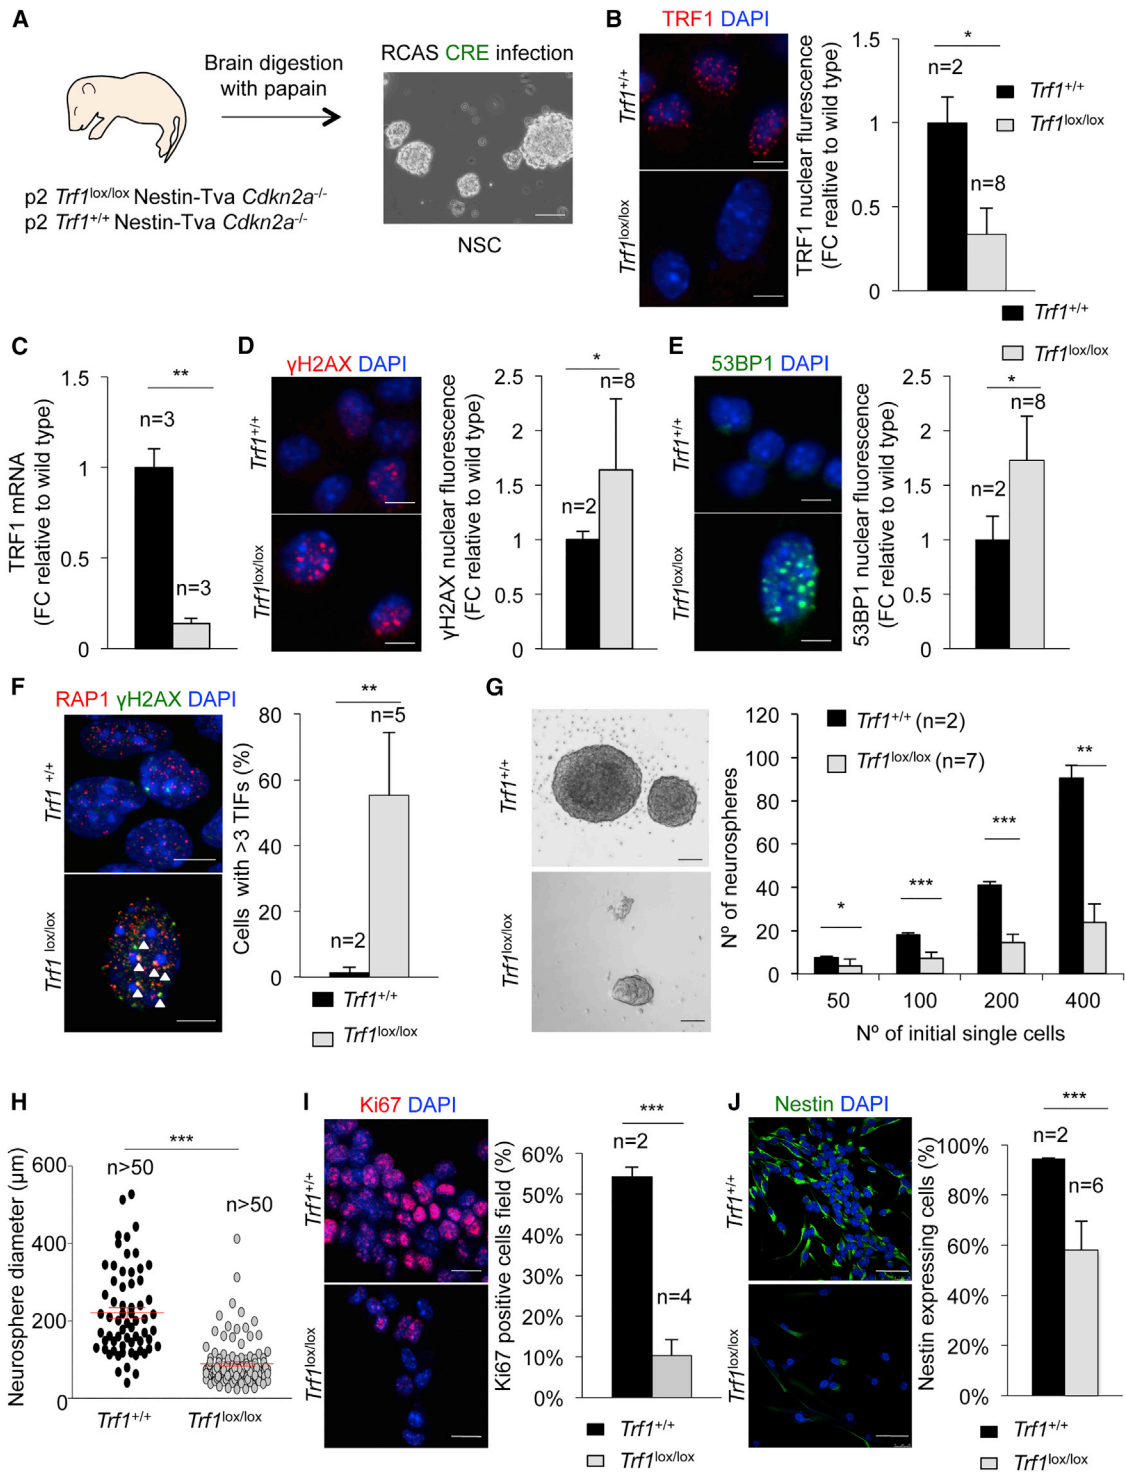 A
Brain digestion
with papain
RCAS CRE infection
p2 Trf1lox/lox Nestin-Tva Cdkn2a-/-
p2 Trf1+/+ Nestin-Tva Cdkn2a-/-
NSC
B
TRF1 DAPI
Trf1+/+
Trf1lox/lox
TRF1 nuclear flurescence
(FC realtive to wild type)
1.5
1
0.5
0
*
n=2
n=8
Trf1+/+
Trf1lox/lox
Trf1+/+
Trf1lox/lox
C
TRF1 mRNA
(FC relative to wild type)
1.5
1
0.5
0
**
n=3
n=3
D
γH2AX DAPI
Trf1+/+
Trf1lox/lox
γH2AX nuclear fluorescence
(FC relative to wild type)
2.5
2
1.5
1
0.5
0
*
n=2
n=8
E
53BP1 DAPI
Trf1+/+
Trf1lox/lox
53BP1 nuclear fluorescence
(FC relative to wild type)
2.5
2
1.5
1
0.5
0
*
n=2
n=8
F
RAP1 γH2AX DAPI
Trf1 +/+
Trf1 lox/lox
Cells with >3 TIFs (%)
80
60
40
20
0
**
n=2
n=5
Trf1+/+
Trf1lox/lox
G
Trf1+/+
Trf1lox/lox
Nº of neurospheres
120
100
80
60
40
20
0
Trf1+/+ (n=2)
Trf1lox/lox (n=7)
*
***
***
**
50 100 200 400
Nº of initial single cells
H
Neurosphere diameter (μm)
600
400
200
0
***
n>50
n>50
Trf1+/+ Trf1lox/lox
I
Ki67 DAPI
Trf1+/+
Trf1lox/lox
Ki67 positive cells field (%)
60%
50%
40%
30%
20%
10%
0%
***
n=2
n=4
Trf1+/+
Trf1lox/lox
J
Nestin DAPI
Trf1+/+
Trf1lox/lox
Nestin expressing cells (%)
100%
80%
60%
40%
20%
0%
***
n=2
n=6
Trf1+/+
Trf1lox/lox